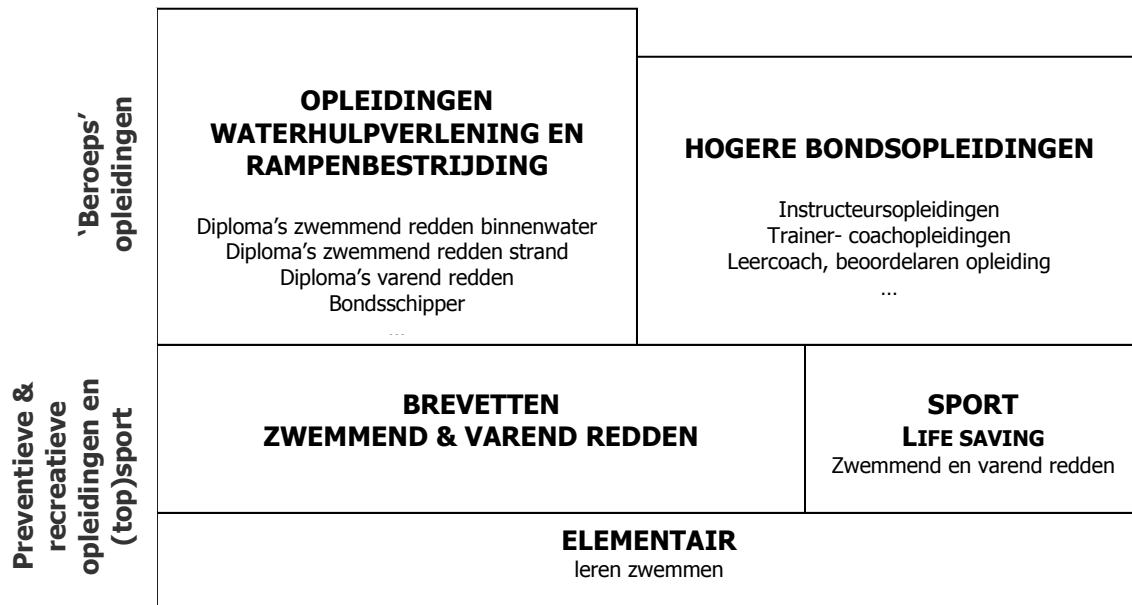 'Beroeps'
opleidingen
OPLEIDINGEN
WATERHULPVERLENING EN
RAMPENBESTRIJDING
Diploma's zwemmend redden binnenwater
Diploma's zwemmend redden strand
Diploma's varend redden
Bondsschipper
...
HOGERE BONDSOPLEIDINGEN
Instructeursopleidingen
Trainer- coachopleidingen
Leercoach, beoordelaren opleiding
...
Preventieve &
recreatieve
opleidingen en
(top)sport
BREVETTEN
ZWEMMEND & VAREND REDDEN
SPORT
LIFE SAVING
Zwemmend en varend redden
ELEMENTAIR
leren zwemmen